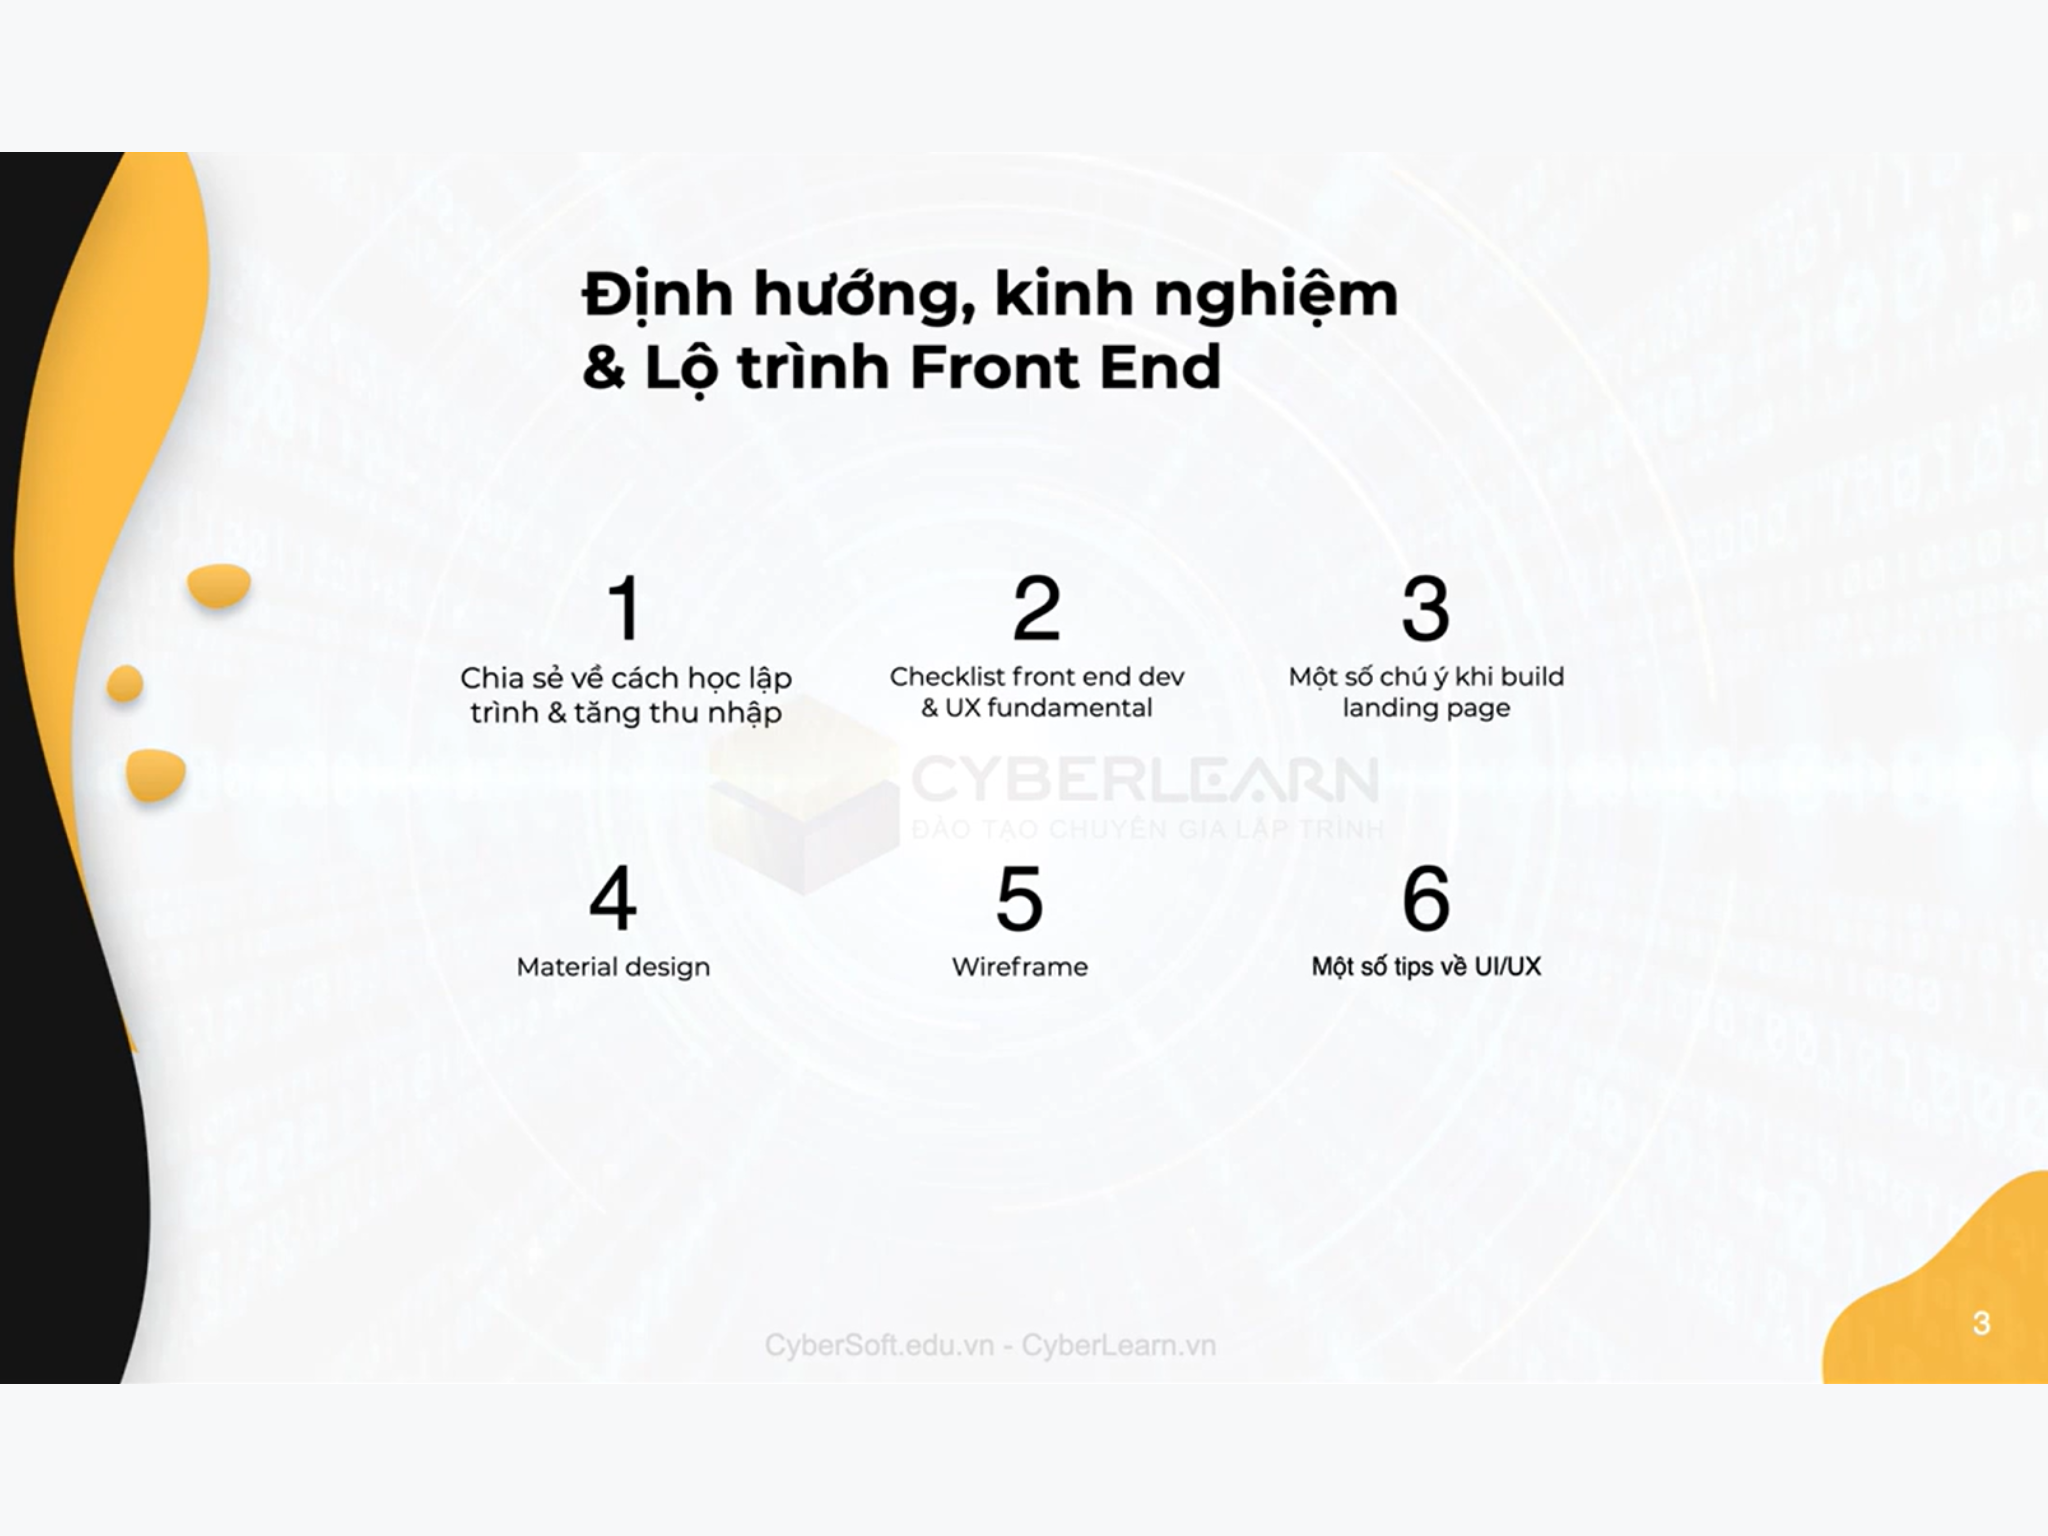 Định hướng, kinh nghiệm
& Lộ trình Front End
1
Chia sẻ về cách học lập
trình & tăng thu nhập
2
Checklist front end dev
& UX fundamental
3
Một số chú ý khi build
landing page
CYBERLEARN
ĐÀO TẠO CHUYÊN GIA LẬP TRÌNH
4
Material design
5
Wireframe
6
Một số tips về UI/UX
CyberSoft.edu.vn - CyberLearn.vn
3